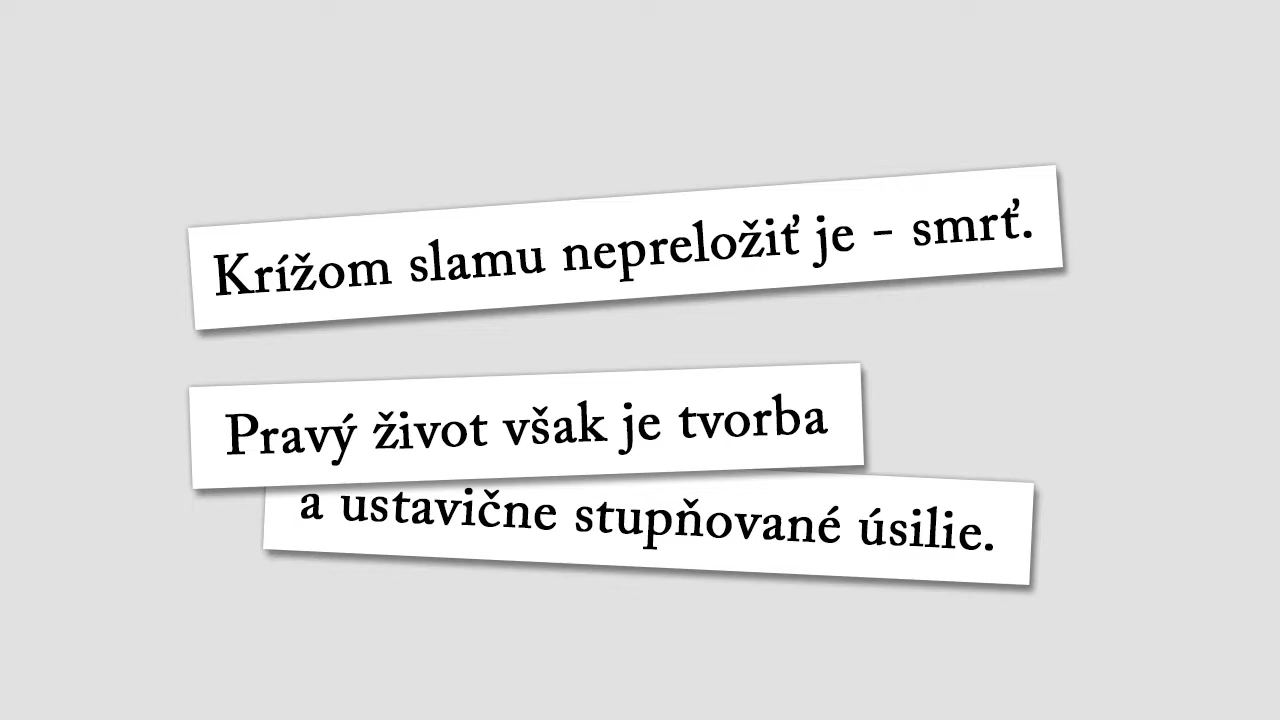 Krížom slamu nepreložiť je - smrť.
Pravý život však je tvorba
a ustavične stupňované úsilie.